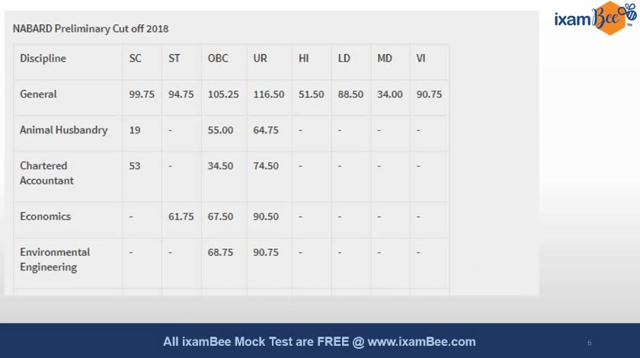 ixamBee
NABARD Preliminary Cut off 2018
Discipline SC ST OBC UR HI LD MD VI
General 99.75 94.75 105.25 116.50 51.50 88.50 34.00 90.75
Animal Husbandry 19 - 55.00 64.75 - - - -
Chartered 53 - 34.50 74.50 - - - -
Accountant
Economics - 61.75 67.50 90.50 - - - -
Environmental - - 68.75 90.75 - - - -
Engineering
All ixamBee Mock Test are FREE @ www.ixamBee.com
6